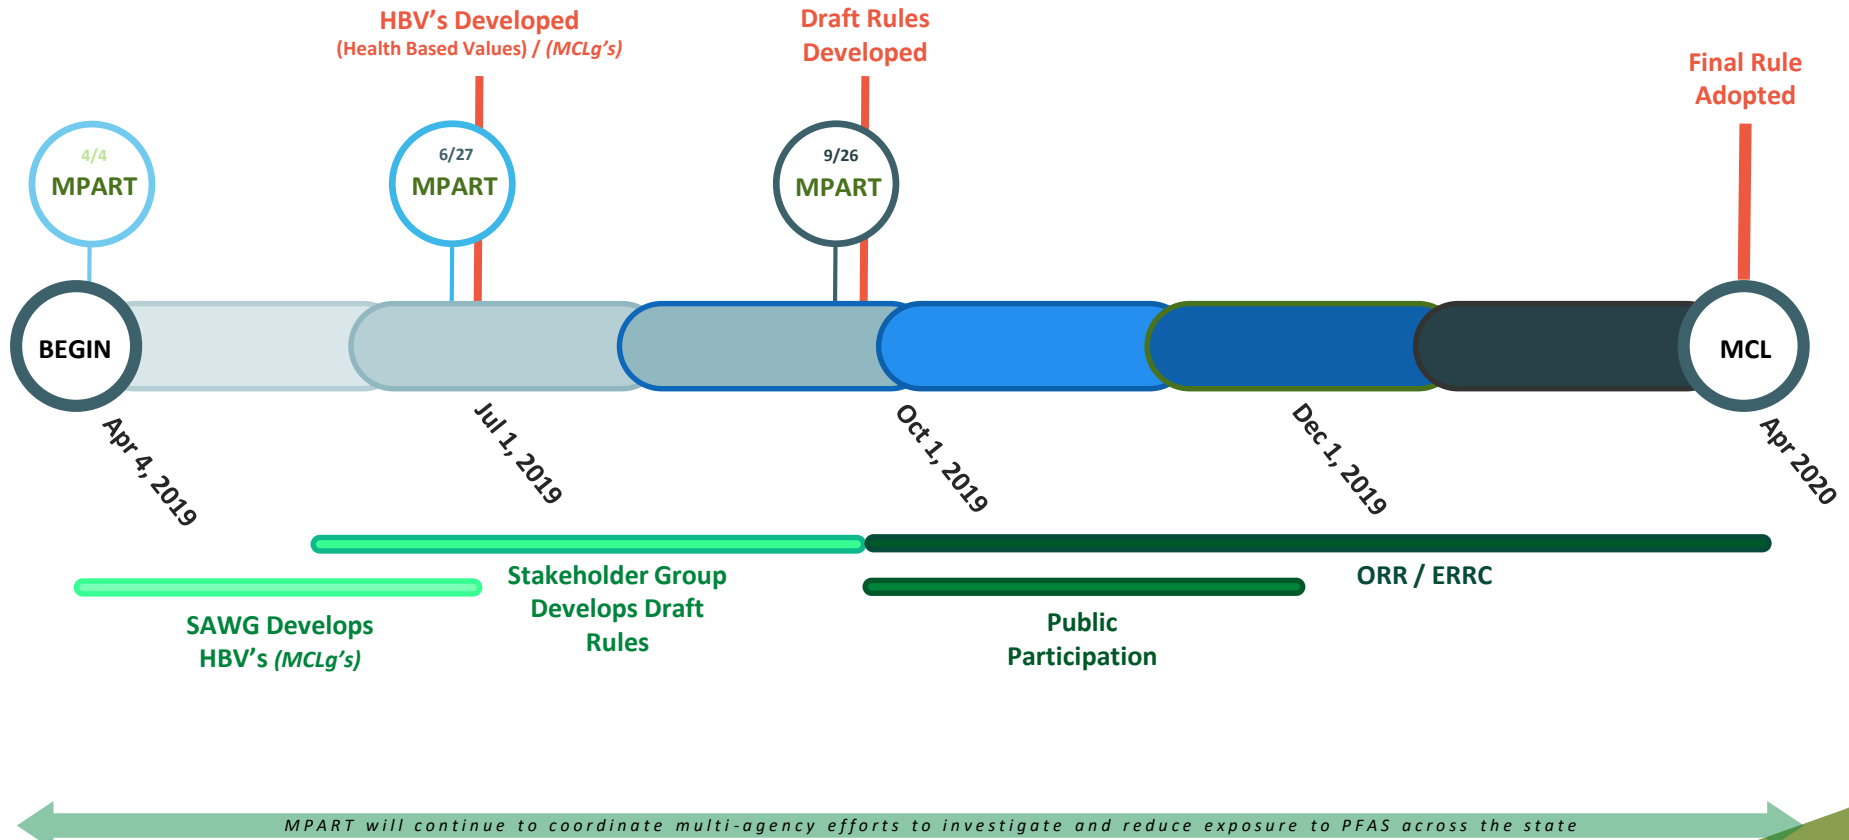 HBV's Developed
(Health Based Values) / (MCLg's)
Draft Rules
Developed
Final Rule
Adopted
4/4
MPART
6/27
MPART
9/26
MPART
BEGIN
MCL
Apr 4, 2019
Jul 1, 2019
Oct 1, 2019
Dec 1, 2019
Apr 2020
Stakeholder Group
Develops Draft
Rules
ORR / ERRC
SAWG Develops
HBV's (MCLg's)
Public
Participation
MPART will continue to coordinate multi-agency efforts to investigate and reduce exposure to PFAS across the state